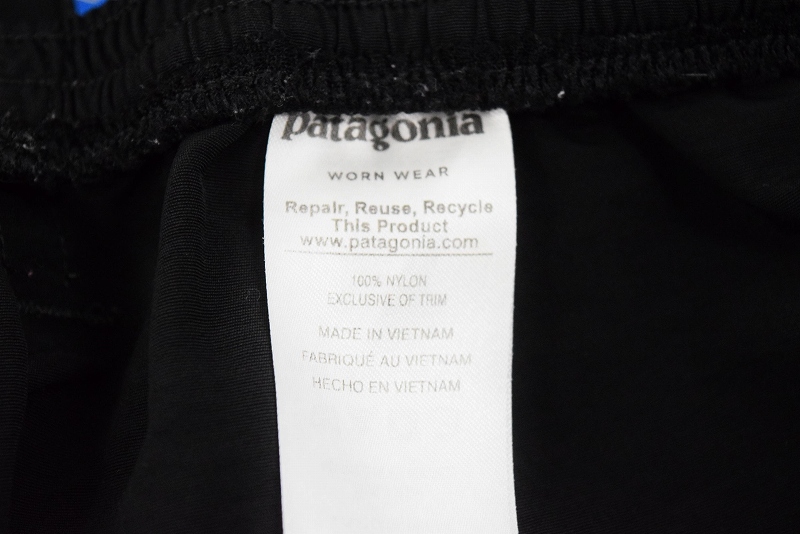 patagonia
WORN WEAR
Repair, Reuse, Recycle
This Product
www.patagonia.com
100% NYLON
EXCLUSIVE OF TRIM
MADE IN VIETNAM
FABRIQUÉ AU VIETNAM
HECHO EN VIETNAM